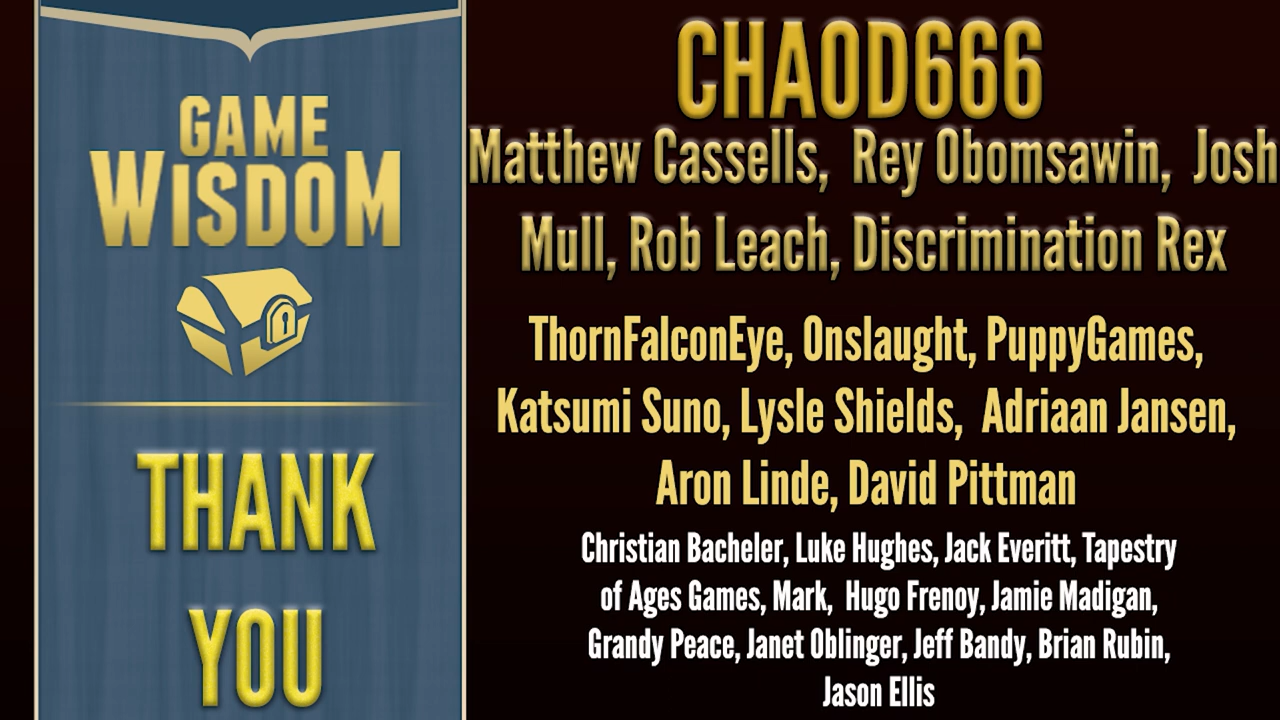 GAME
WISDOM
THANK
YOU
CHAOD666
Matthew Cassells, Rey Obomsawin, Josh
Mull, Rob Leach, Discrimination Rex
ThornFalconEye, Onslaught, PuppyGames,
Katsumi Suno, Lysle Shields, Adriaan Jansen,
Aron Linde, David Pittman
Christian Bacheler, Luke Hughes, Jack Everitt, Tapestry
of Ages Games, Mark, Hugo Frenoy, Jamie Madigan,
Grandy Peace, Janet Oblinger, Jeff Bandy, Brian Rubin,
Jason Ellis